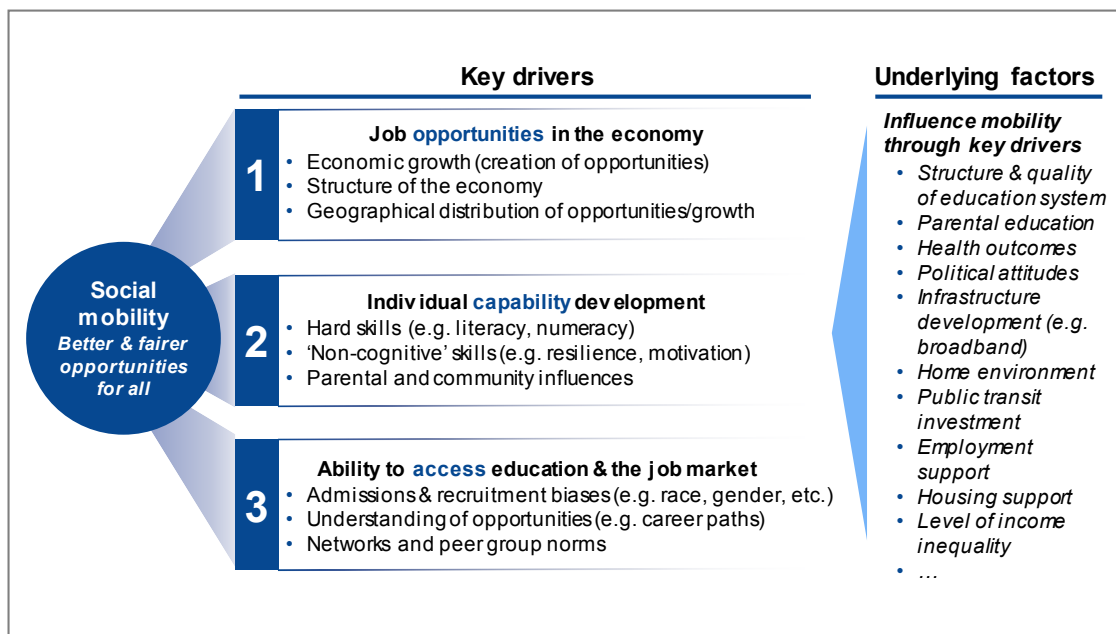 Key drivers
Underlying factors
Social
mobility
Better & fairer
opportunities
for all
1
Job opportunities in the economy
• Economic growth (creation of opportunities)
• Structure of the economy
• Geographical distribution of opportunities/growth
2
Individual capability development
• Hard skills (e.g. literacy, numeracy)
• ‘Non-cognitive’ skills (e.g. resilience, motivation)
• Parental and community influences
3
Ability to access education & the job market
• Admissions & recruitment biases (e.g. race, gender, etc.)
• Understanding of opportunities (e.g. career paths)
• Networks and peer group norms
Influence mobility
through key drivers
• Structure & quality
of education system
• Parental education
• Health outcomes
• Political attitudes
• Infrastructure
development (e.g.
broadband)
• Home environment
• Public transit
investment
• Employment
support
• Housing support
• Level of income
inequality
• …